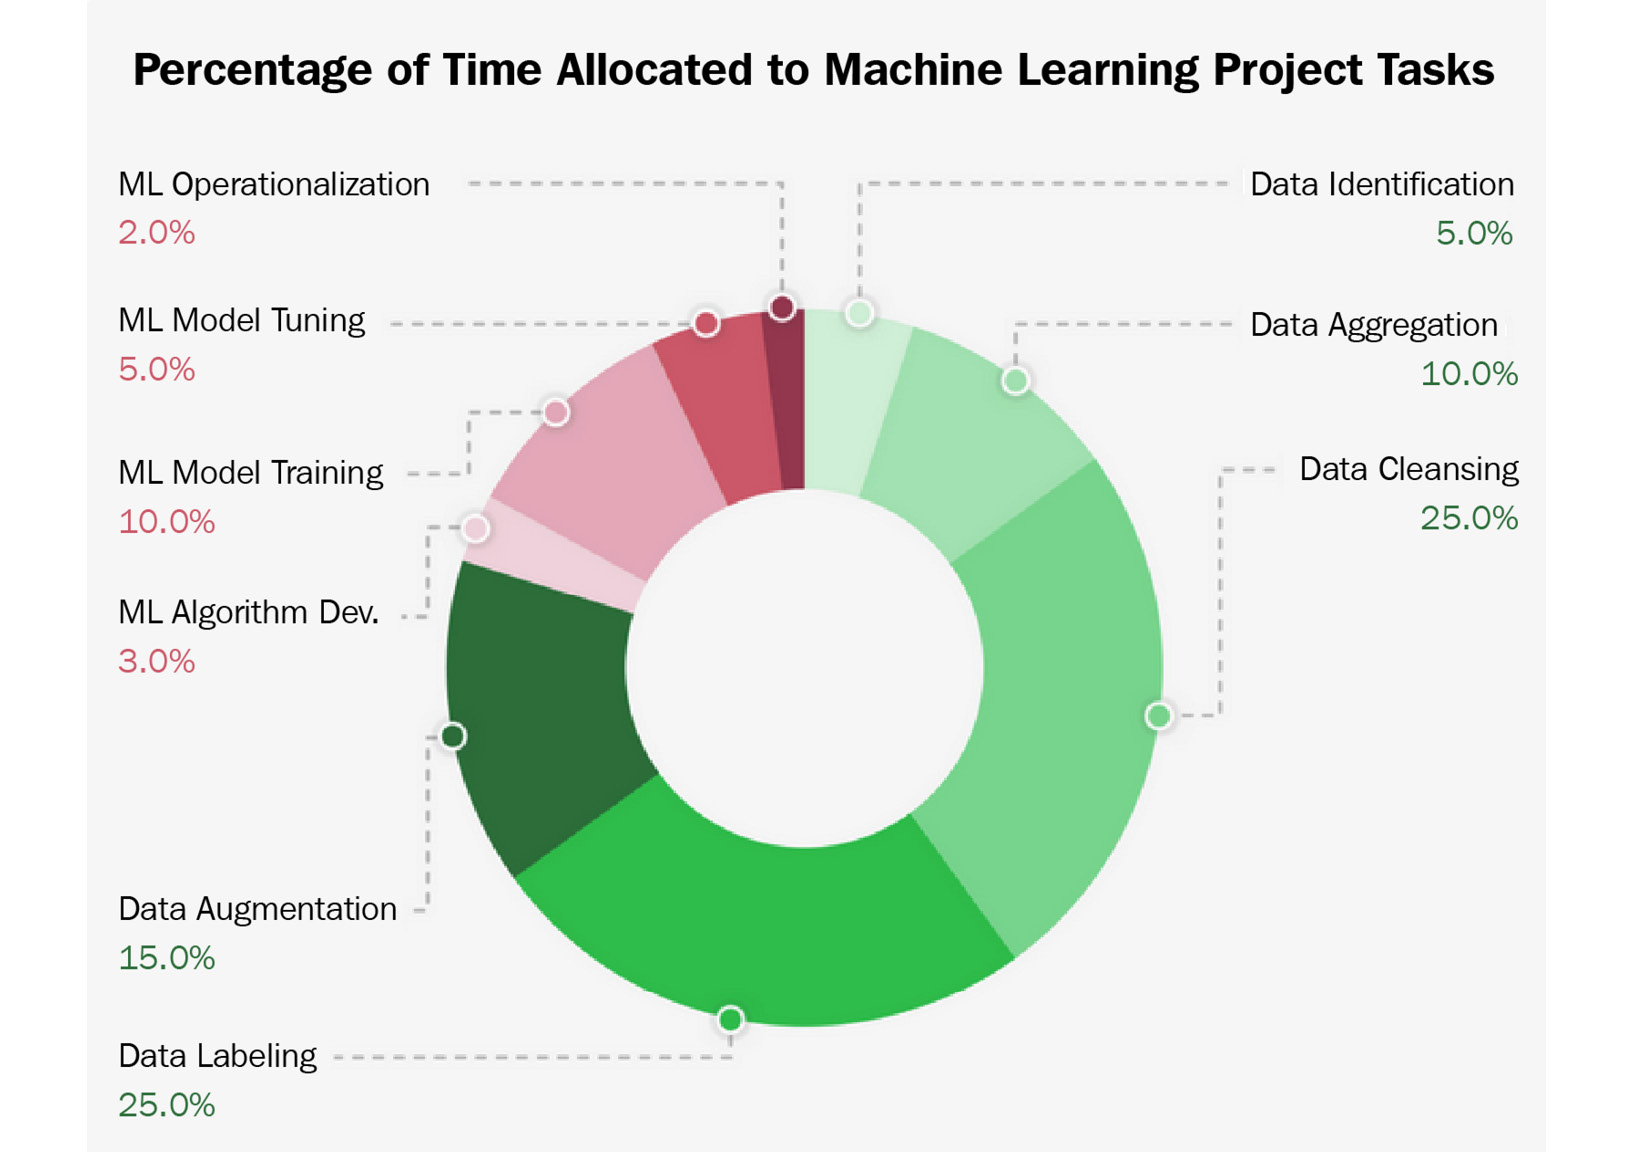 Percentage of Time Allocated to Machine Learning Project Tasks
ML Operationalization
2.0%
ML Model Tuning
5.0%
ML Model Training
10.0%
ML Algorithm Dev.
3.0%
Data Augmentation
15.0%
Data Labeling
25.0%
Data Identification
5.0%
Data Aggregation
10.0%
Data Cleansing
25.0%